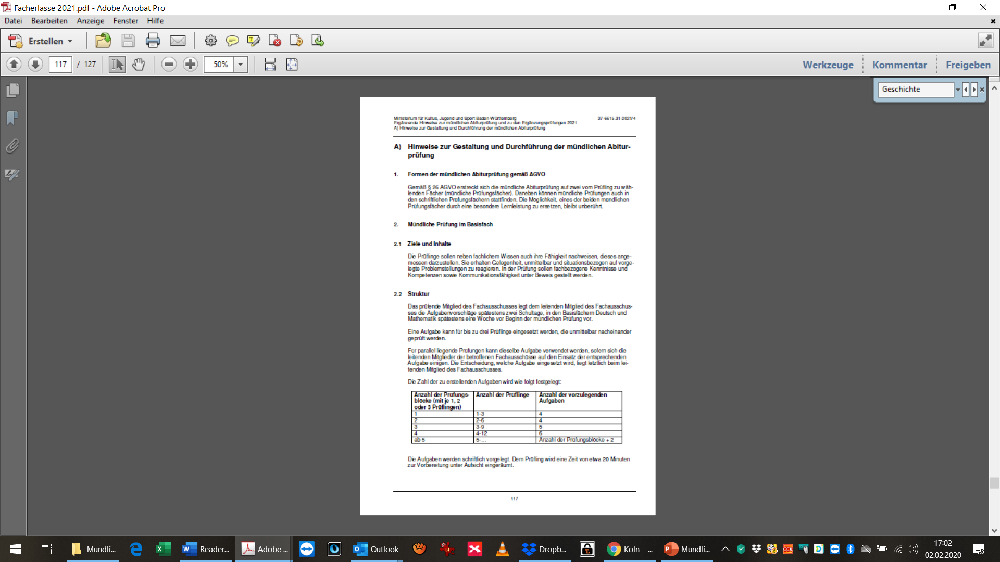 Facherlasse 2021.pdf - Adobe Acrobat Pro
Datei Bearbeiten Anzeige Fenster Hilfe
Erstellen
117 / 127 50% Werkzeuge Kommentar Freigeben
Geschichte
Ministerium für Kultus, Jugend und Sport Baden-Württemberg 37-6615.31-2021/4
Ergänzende Hinweise zur mündlichen Abiturprüfung und zu den Ergänzungsprüfungen 2021
A) Hinweise zur Gestaltung und Durchführung der mündlichen Abiturprüfung
A) Hinweise zur Gestaltung und Durchführung der mündlichen Abitur-
prüfung
1. Formen der mündlichen Abiturprüfung gemäß AGVO
Gemäß § 26 AGVO erstreckt sich die mündliche Abiturprüfung auf zwei vom Prüfling zu wäh-
lenden Fächer (mündliche Prüfungsfächer). Daneben können mündliche Prüfungen auch in
den schriftlichen Prüfungsfächern stattfinden. Die Möglichkeit, eines der beiden mündlichen
Prüfungsfächer durch eine besondere Lernleistung zu ersetzen, bleibt unberührt.
2. Mündliche Prüfung im Basisfach
2.1 Ziele und Inhalte
Die Prüflinge sollen neben fachlichem Wissen auch ihre Fähigkeit nachweisen, dieses ange-
messen darzustellen. Sie erhalten Gelegenheit, unmittelbar und situationsbezogen auf vorge-
legte Problemstellungen zu reagieren. In der Prüfung sollen fachbezogene Kenntnisse und
Kompetenzen sowie Kommunikationsfähigkeit unter Beweis gestellt werden.
2.2 Struktur
Das prüfende Mitglied des Fachausschusses legt dem leitenden Mitglied des Fachausschus-
ses die Aufgabenvorschläge spätestens zwei Schultage, in den Basisfächern Deutsch und
Mathematik spätestens eine Woche vor Beginn der mündlichen Prüfung vor.
Eine Aufgabe kann für bis zu drei Prüflinge eingesetzt werden, die unmittelbar nacheinander
geprüft werden.
Für parallel liegende Prüfungen kann dieselbe Aufgabe verwendet werden, sofern sich die
leitenden Mitglieder der betroffenen Fachausschüsse auf den Einsatz der entsprechenden
Aufgabe einigen. Die Entscheidung, welche Aufgabe eingesetzt wird, liegt letztlich beim lei-
tenden Mitglied des Fachausschusses.
Die Zahl der zu erstellenden Aufgaben wird wie folgt festgelegt:
Anzahl der Prüfungs- Anzahl der Prüflinge Anzahl der vorzulegenden
blöcke (mit je 1, 2 Aufgaben
oder 3 Prüflingen)
1 1-3 4
2 2-6 4
3 3-9 5
4 4-12 6
ab 5 5-... Anzahl der Prüfungsblöcke + 2
Die Aufgaben werden schriftlich vorgelegt. Dem Prüfling wird eine Zeit von etwa 20 Minuten
zur Vorbereitung unter Aufsicht eingeräumt.
117
Mündli... Reader... Adobe ... Outlook Dropb... Köln – ... Mündli... 17:02
02.02.2020